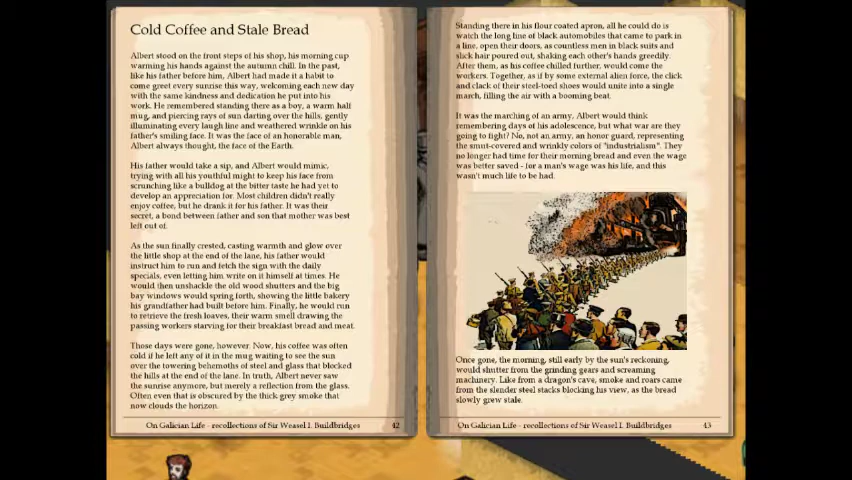 Cold Coffee and Stale Bread
Albert stood on the front steps of his shop, his morning cup
warming his hands against the autumn chill. In the past,
like his father before him, Albert had made it a habit to
come greet every sunrise this way, welcoming each new day
with the same kindness and dedication he put into his
work. He remembered standing there as a boy, a warm half
mug, and piercing rays of sun darting over the hills, gently
illuminating every laugh line and weathered wrinkle on his
father's smiling face. It was the face of an honorable man,
Albert always thought, the face of the Earth.
His father would take a sip, and Albert would mimic,
trying with all his youthful might to keep his face from
scrunching like a bulldog at the bitter taste he had yet to
develop an appreciation for. Most children didn't really
enjoy coffee, but he drank it for his father. It was their
secret, a bond between father and son that mother was best
left out of.
As the sun finally crested, casting warmth and glow over
the little shop at the end of the lane, his father would
instruct him to run and fetch the sign with the daily
specials, even letting him write on it himself at times. He
would then unshackle the old wood shutters and the big
bay windows would spring forth, showing the little bakery
his grandfather had built before him. Finally, he would run
to retrieve the fresh loaves, their warm smell drawing the
passing workers starving for their breakfast bread and meat.
Those days were gone, however. Now, his coffee was often
cold if he left any of it in the mug waiting to see the sun
over the towering behemoths of steel and glass that blocked
the hills at the end of the lane. In truth, Albert never saw
the sunrise anymore, but merely a reflection from the glass.
Often even that is obscured by the thick grey smoke that
now clouds the horizon.
On Galician Life - recollections of Sir Weasel I. Buildbridges 42
Standing there in his flour coated apron, all he could do is
watch the long line of black automobiles that came to park in
a line, open their doors, as countless men in black suits and
slick hair poured out, shaking each other's hands greedily.
After them, as his coffee chilled further, would come the
workers. Together, as if by some external alien force, the click
and clack of their steel-toed shoes would unite into a single
march, filling the air with a booming beat.
It was the marching of an army, Albert would think
remembering days of his adolescence, but what war are they
going to fight? No, not an army, an honor guard, representing
the smut-covered and wrinkly colors of "industrialism". They
no longer had time for their morning bread and even the wage
was better saved - for a man's wage was his life, and this
wasn't much life to be had.
Once gone, the morning, still early by the sun's reckoning,
would shutter from the grinding gears and screaming
machinery. Like from a dragon's cave, smoke and roars came
from the slender steel stacks blocking his view, as the bread
slowly grew stale.
On Galician Life - recollections of Sir Weasel I. Buildbridges 43